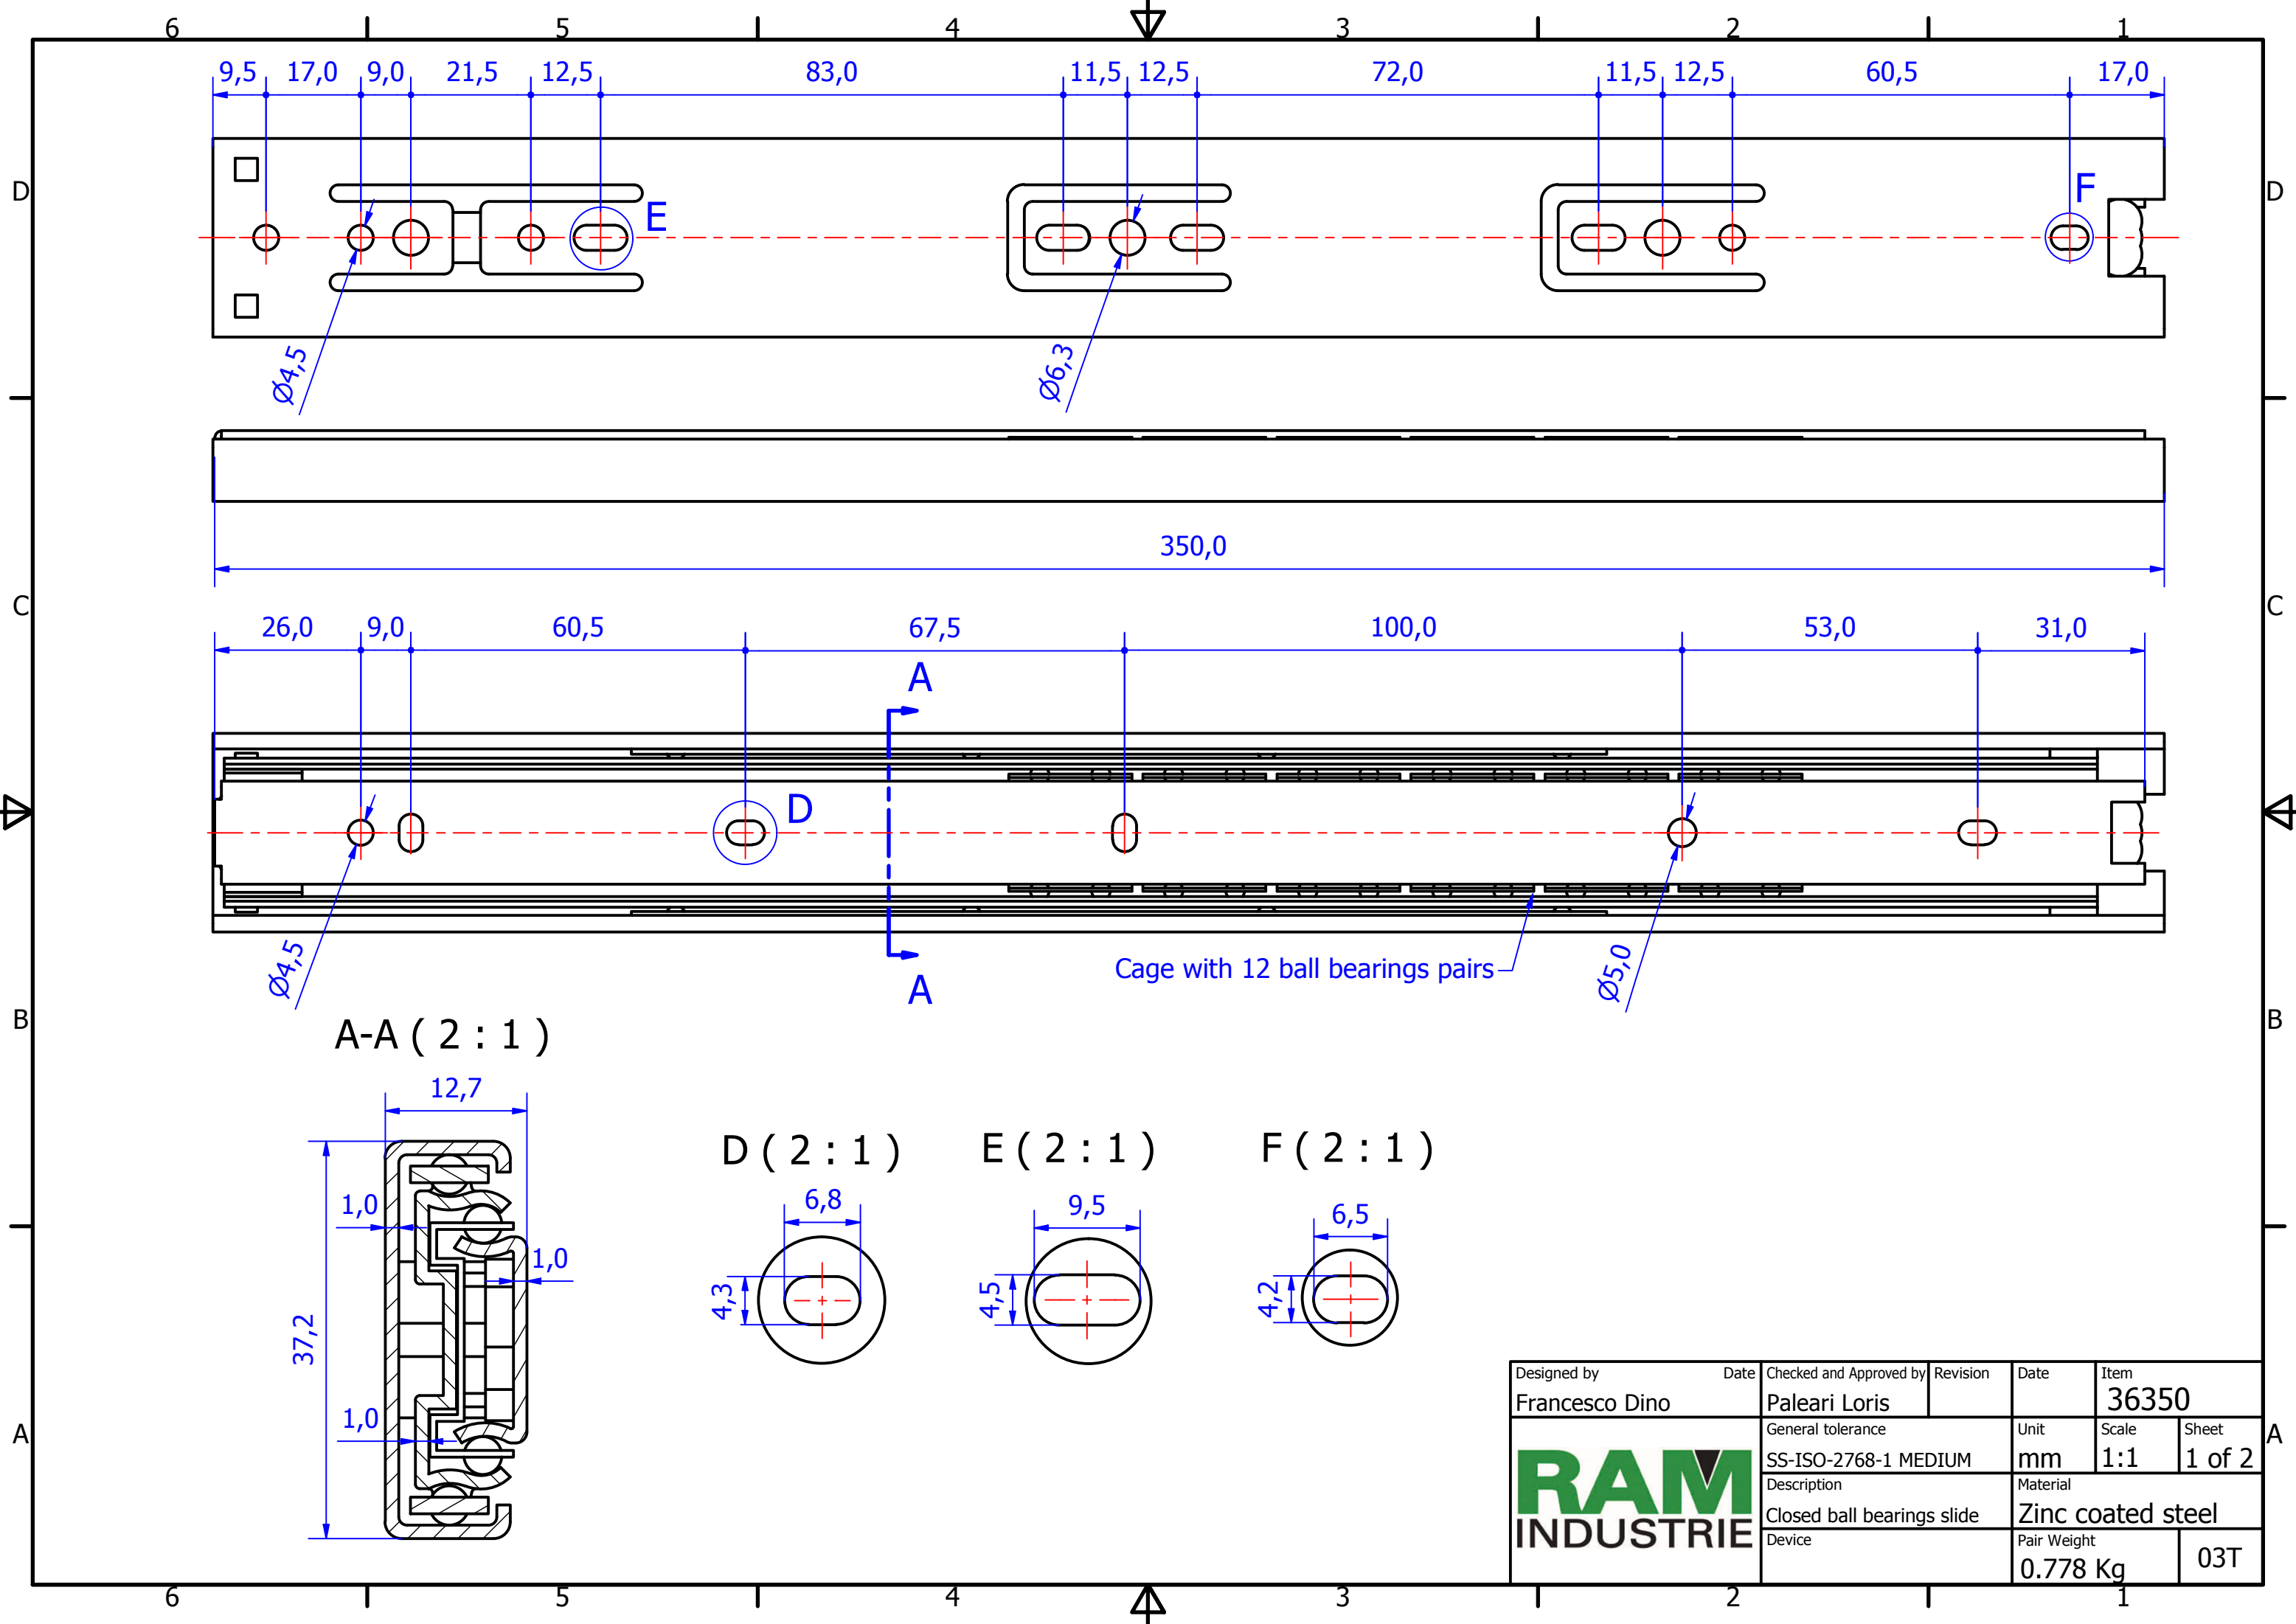 6 5 4 3 2 1
9,5 17,0 9,0 21,5 12,5 83,0 11,5 12,5 72,0 11,5 12,5 60,5 17,0
D D
E F
Ø4,5 Ø6,3
350,0
C C
26,0 9,0 60,5 67,5 100,0 53,0 31,0
A
D
Ø4,5 Ø5,0
Cage with 12 ball bearings pairs
A
B B
A-A ( 2 : 1 )
12,7
1,0
1,0
37,2
1,0
D ( 2 : 1 ) E ( 2 : 1 ) F ( 2 : 1 )
6,8 9,5 6,5
4,3 4,5 4,2
A A
Designed by Date Checked and Approved by Revision Date Item
Francesco Dino Paleari Loris 36350
General tolerance Unit Scale Sheet
SS-ISO-2768-1 MEDIUM mm 1:1 1 of 2
RAM
INDUSTRIE
Description Material
Closed ball bearings slide Zinc coated steel
Device Pair Weight
0.778 Kg 03T
6 5 4 3 2 1